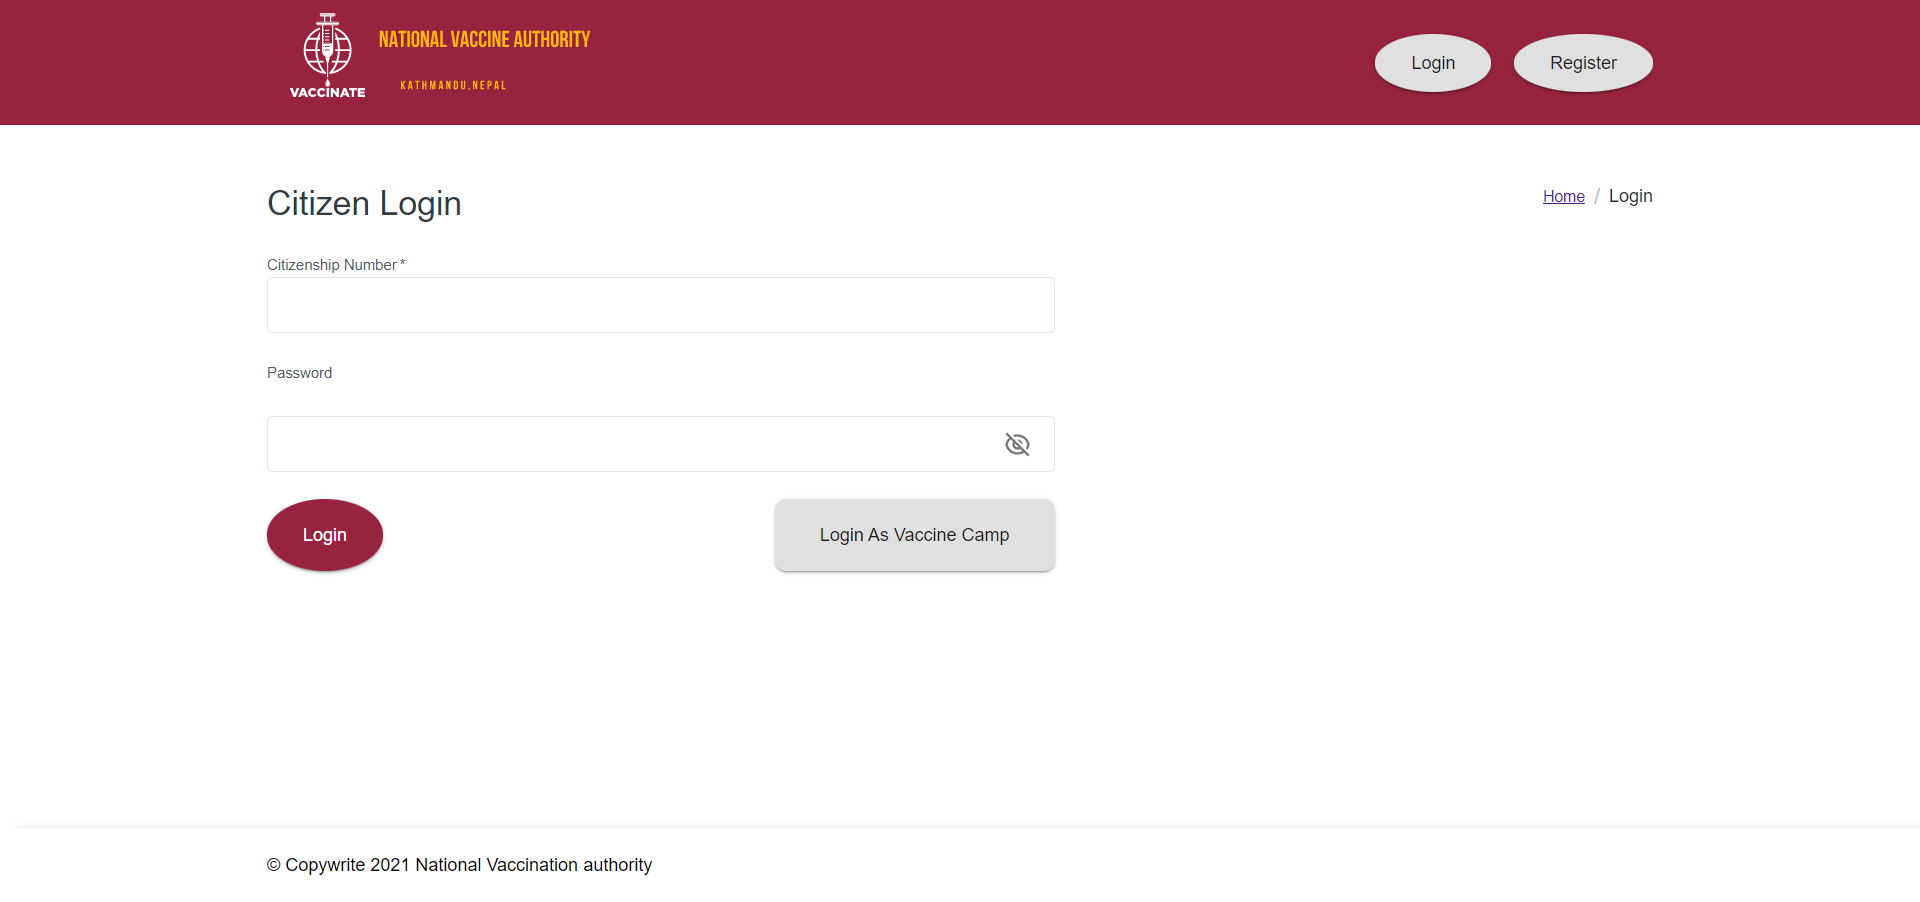 VACCINATE
NATIONAL VACCINE AUTHORITY
KATHMANDU,NEPAL
Login
Register
Citizen Login
Home / Login
Citizenship Number *
Password
Login
Login As Vaccine Camp
© Copywrite 2021 National Vaccination authority